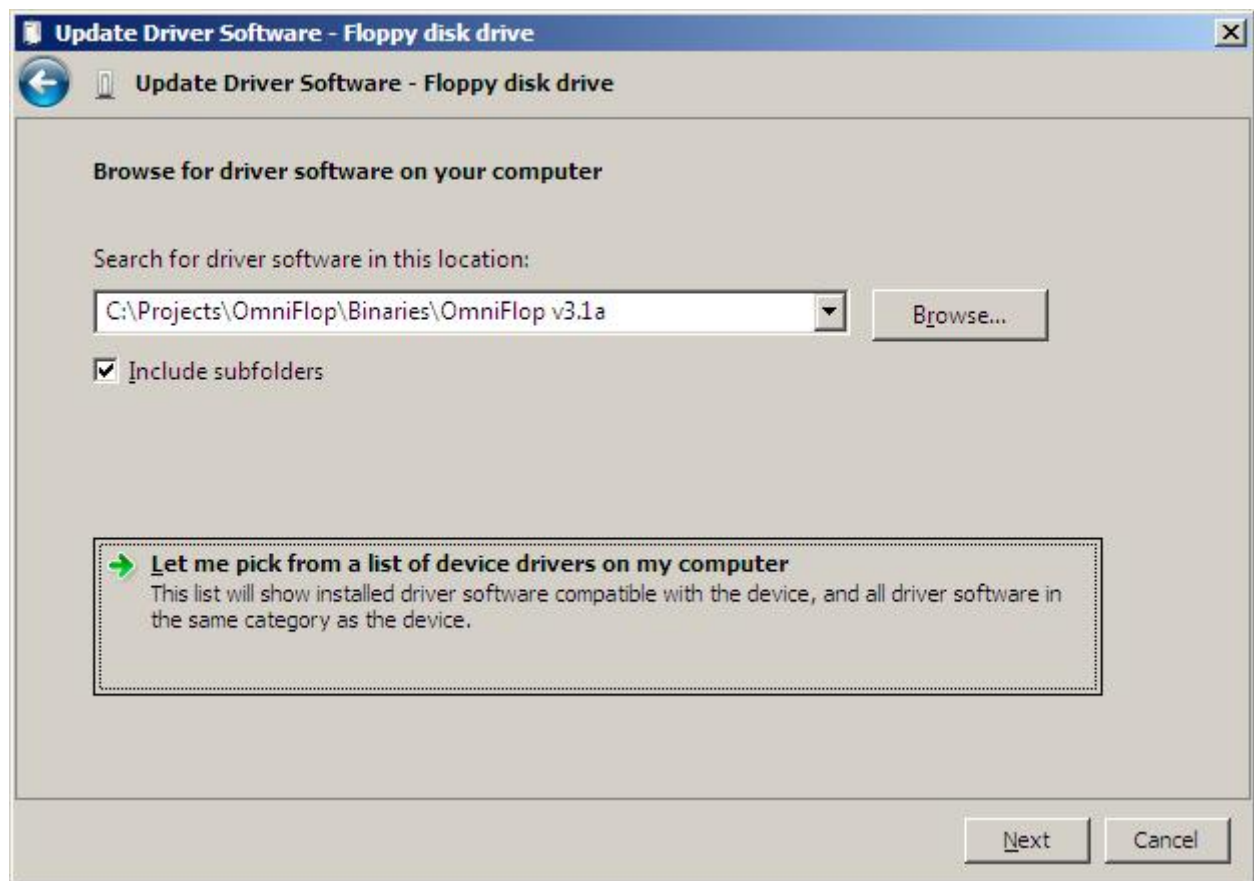 Update Driver Software - Floppy disk drive
Update Driver Software - Floppy disk drive
Browse for driver software on your computer
Search for driver software in this location:
C:\Projects\OmniFlop\Binaries\OmniFlop v3.1a
Browse...
Include subfolders
Let me pick from a list of device drivers on my computer
This list will show installed driver software compatible with the device, and all driver software in
the same category as the device.
Next Cancel